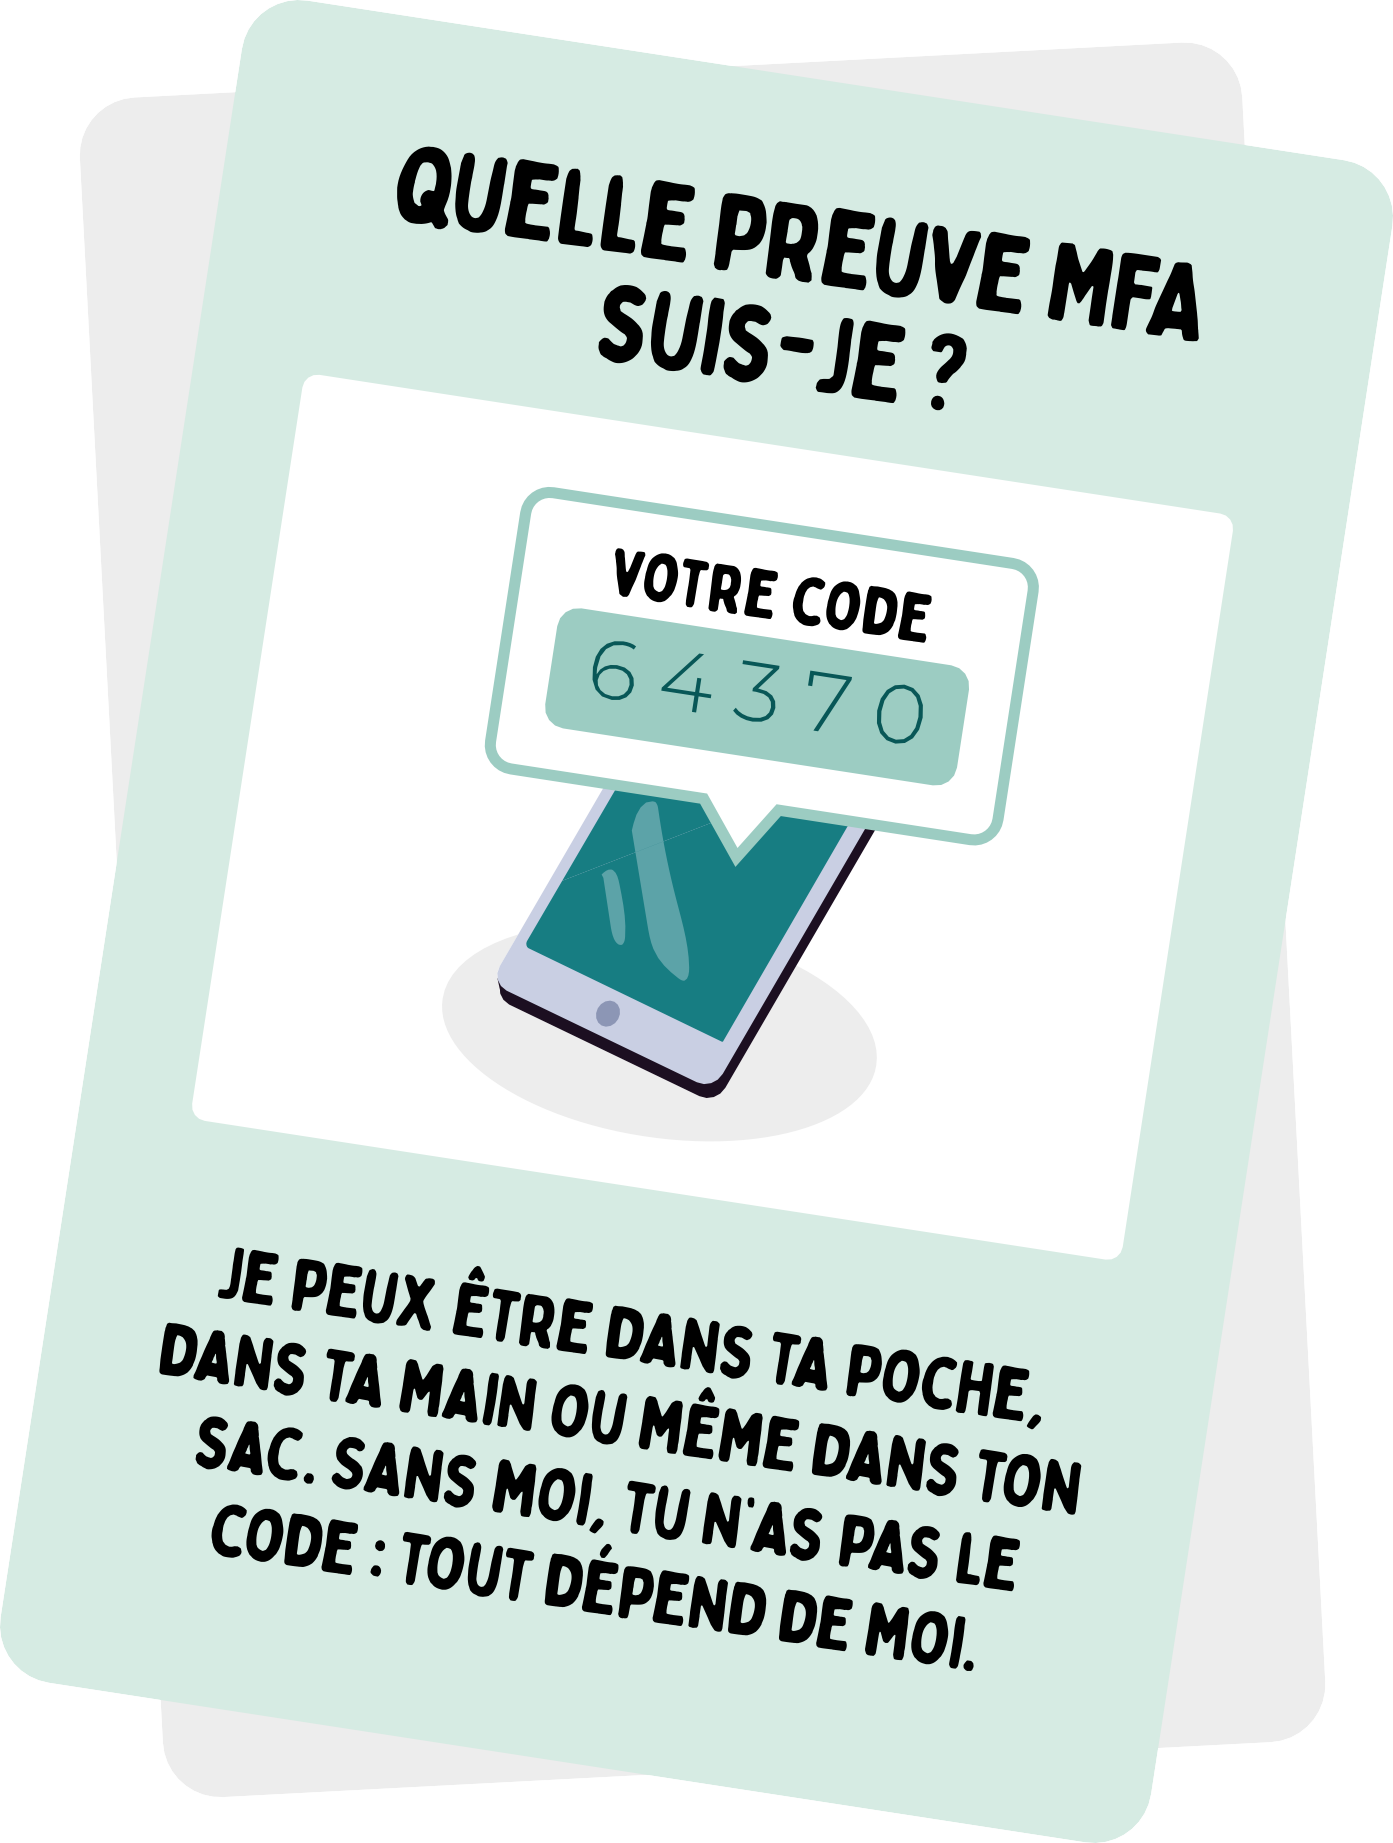 QUELLE PREUVE MFA
SUIS-JE ?
VOTRE CODE
64370
JE PEUX ÊTRE DANS TA POCHE,
DANS TA MAIN OU MÊME DANS TON
SAC. SANS MOI, TU N'AS PAS LE
CODE : TOUT DÉPEND DE MOI.